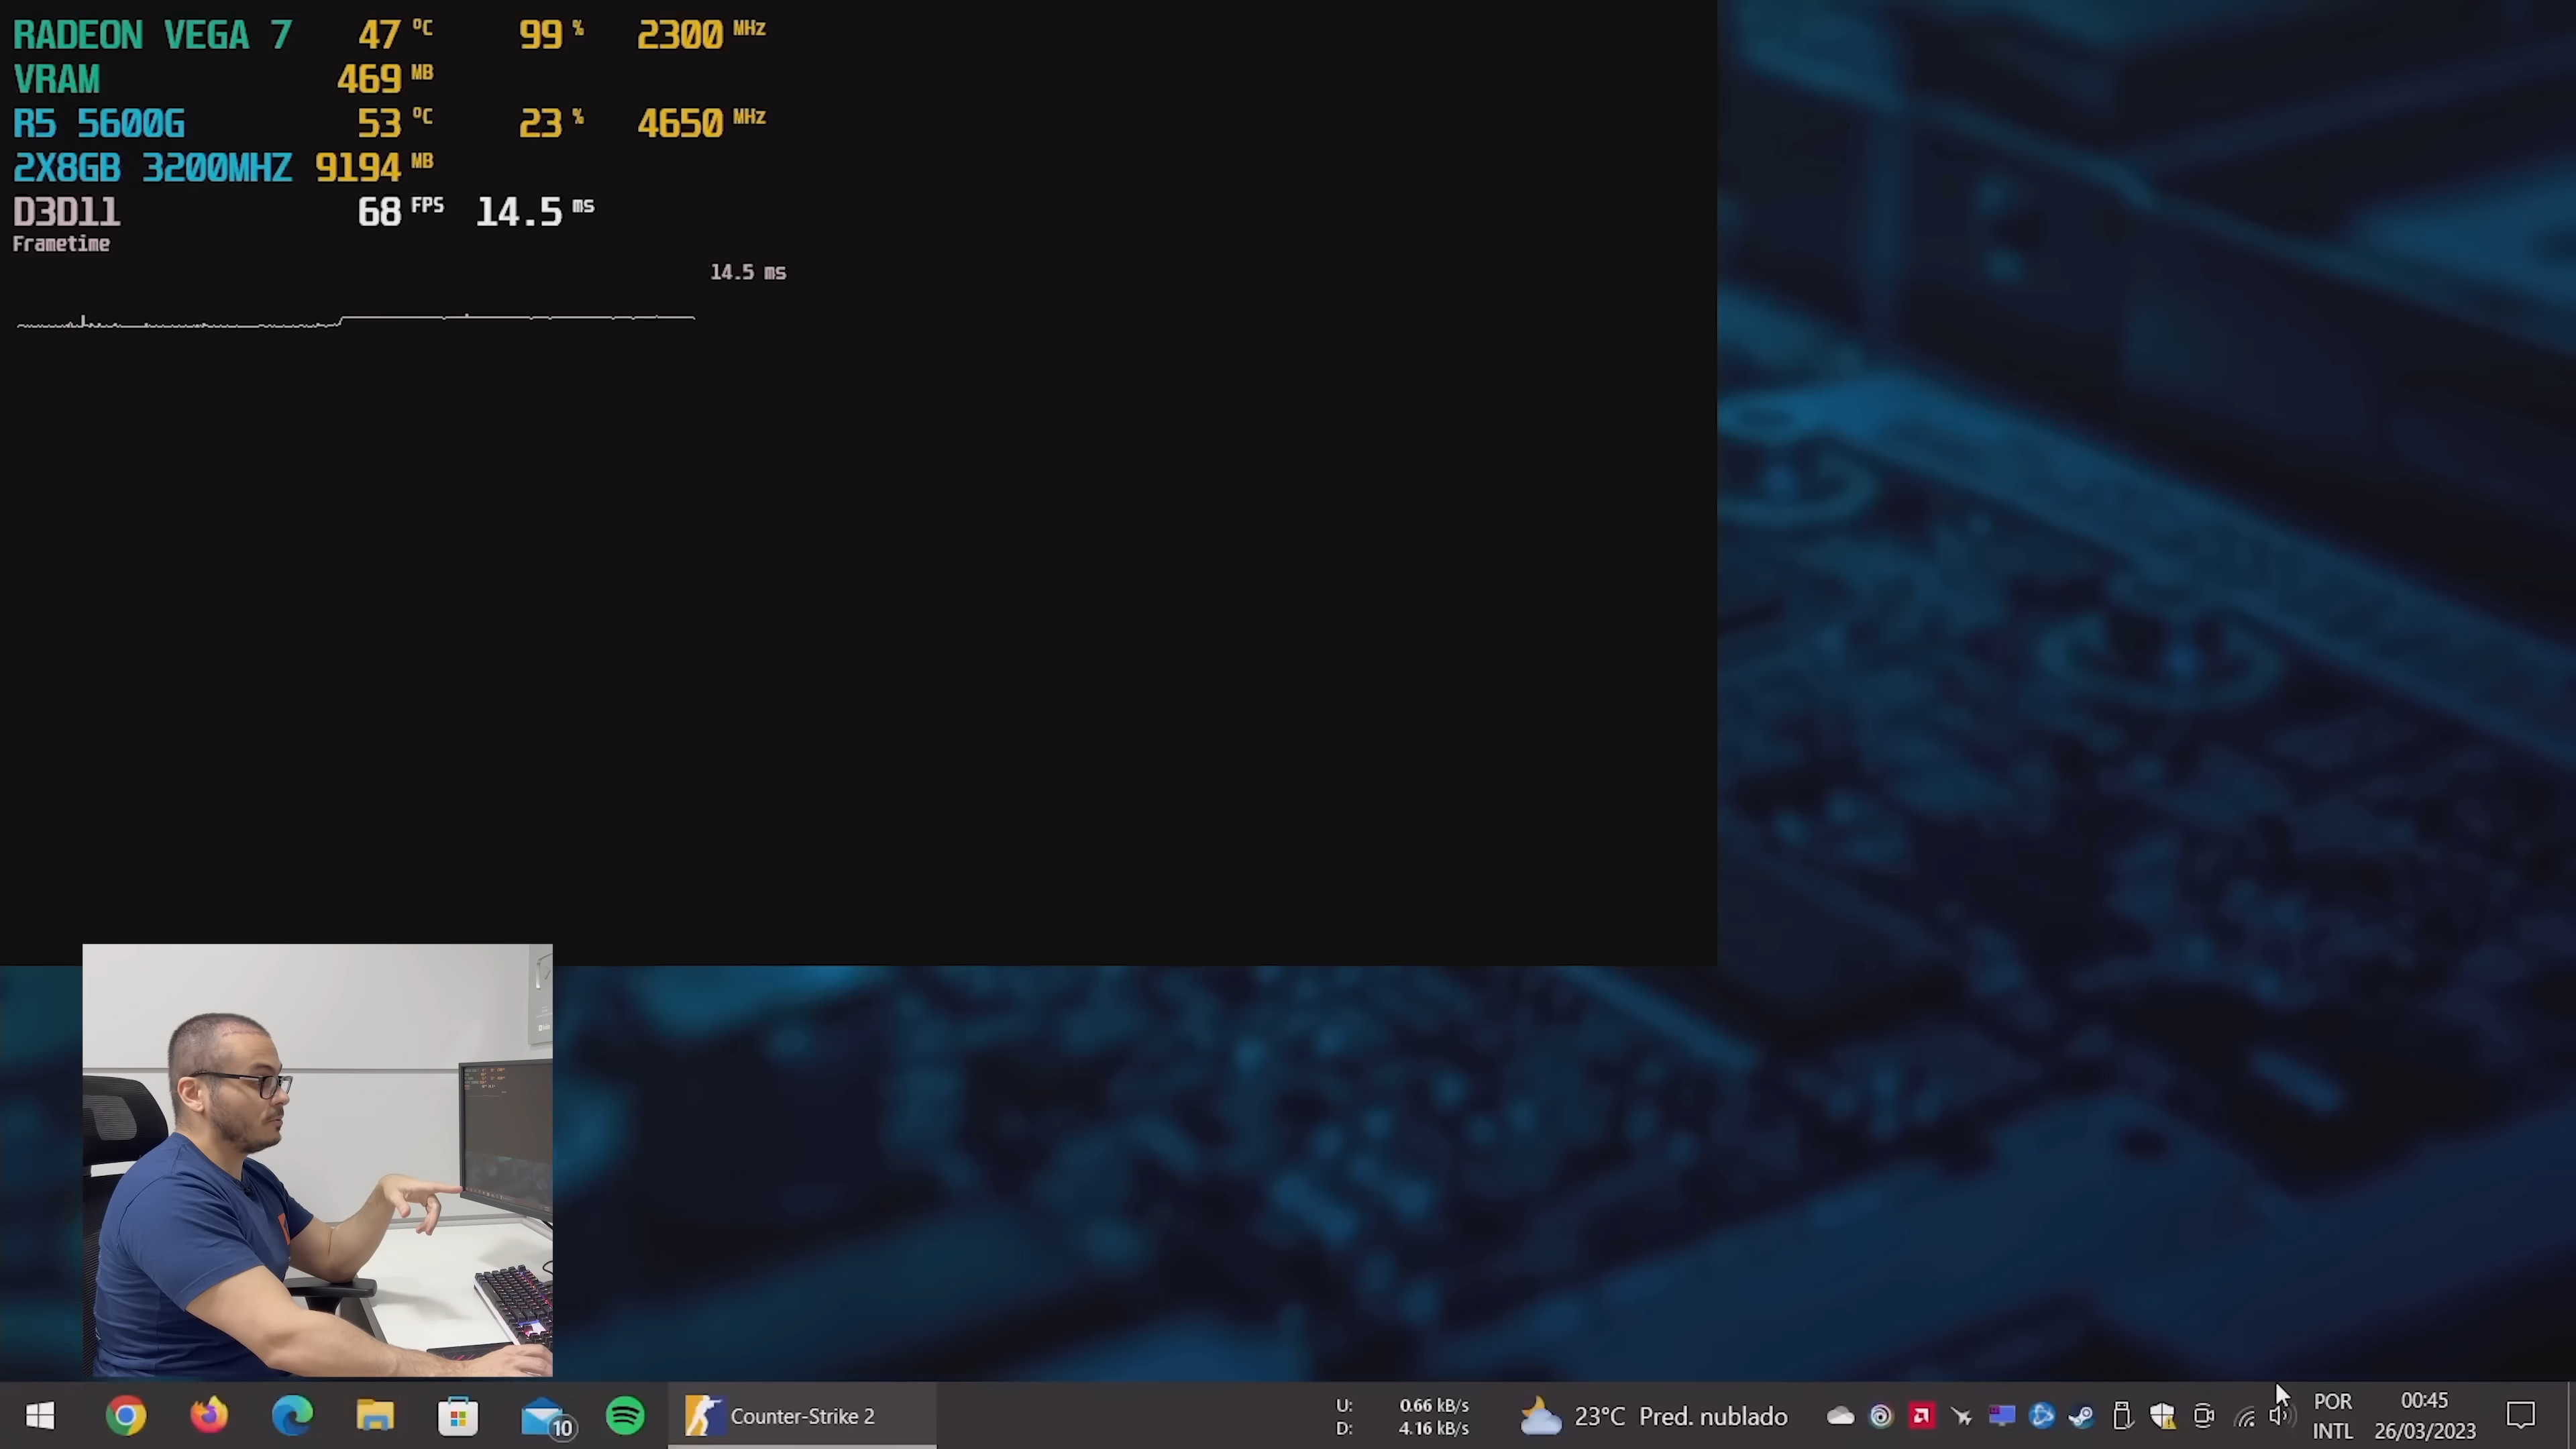 RADEON VEGA 7 47 ºC 99 % 2300 MHz
VRAM 469 MB
R5 5600G 53 ºC 23 % 4650 MHz
2X8GB 3200MHZ 9194 MB
D3D11 68 FPS 14.5 ms
Frametime
14.5 ms
10
Counter-Strike 2
U: 0.66 kB/s
D: 4.16 kB/s
23°C Pred. nublado
POR
INTL
00:45
26/03/2023